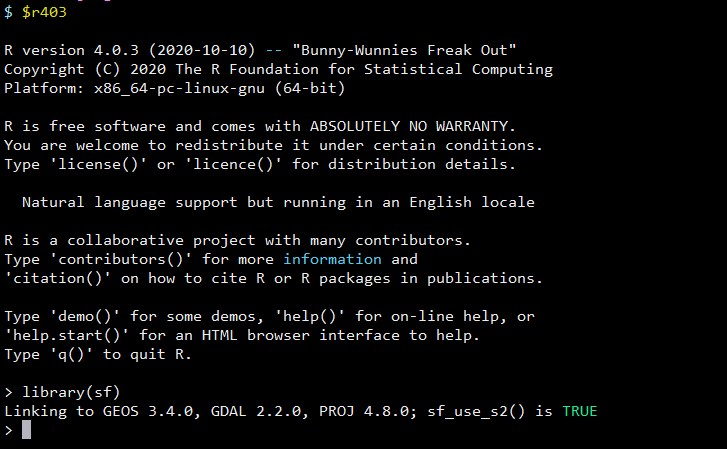 $ $r403
R version 4.0.3 (2020-10-10) -- "Bunny-Wunnies Freak Out"
Copyright (C) 2020 The R Foundation for Statistical Computing
Platform: x86_64-pc-linux-gnu (64-bit)
R is free software and comes with ABSOLUTELY NO WARRANTY.
You are welcome to redistribute it under certain conditions.
Type 'license()' or 'licence()' for distribution details.
  Natural language support but running in an English locale
R is a collaborative project with many contributors.
Type 'contributors()' for more information and
'citation()' on how to cite R or R packages in publications.
Type 'demo()' for some demos, 'help()' for on-line help, or
'help.start()' for an HTML browser interface to help.
Type 'q()' to quit R.
> library(sf)
Linking to GEOS 3.4.0, GDAL 2.2.0, PROJ 4.8.0; sf_use_s2() is TRUE
>